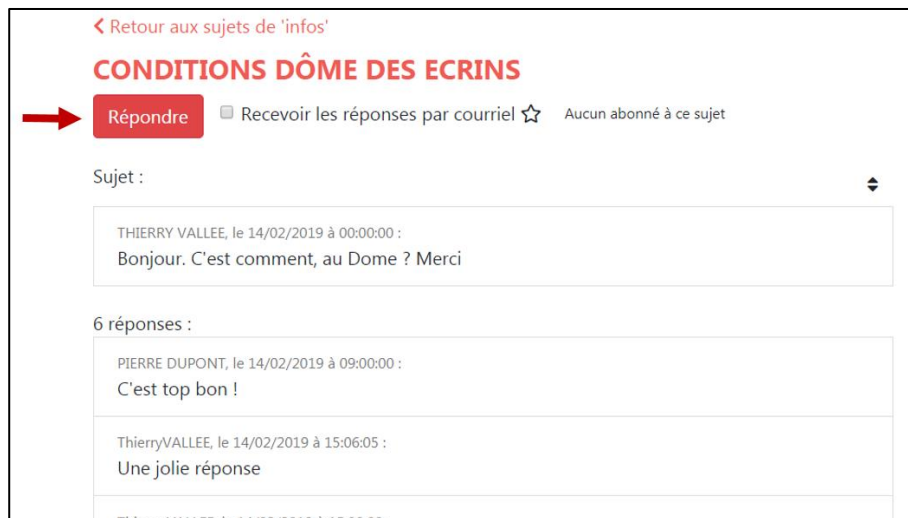 Retour aux sujets de 'infos'
CONDITIONS DÔME DES ECRINS
Répondre Recevoir les réponses par courriel Aucun abonné à ce sujet
Sujet :
THIERRY VALLEE, le 14/02/2019 à 00:00:00 :
Bonjour. C'est comment, au Dome ? Merci
6 réponses :
PIERRE DUPONT, le 14/02/2019 à 09:00:00 :
C'est top bon !
ThierryVALLEE, le 14/02/2019 à 15:06:05 :
Une jolie réponse